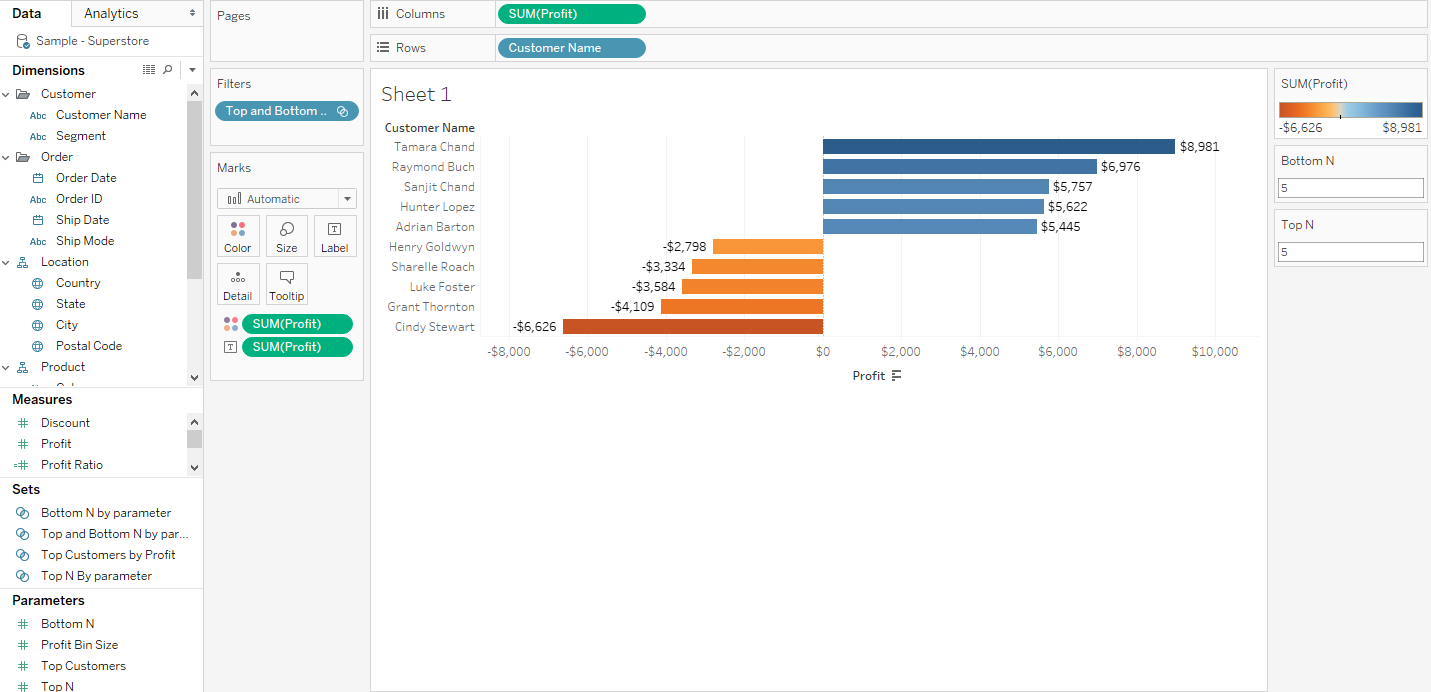 Data
Analytics
Sample - Superstore
Dimensions
Customer
Abc Customer Name
Abc Segment
Order
Order Date
Abc Order ID
Ship Date
Abc Ship Mode
Location
Country
State
City
Postal Code
Product
Measures
Discount
Profit
Profit Ratio
Sets
Bottom N by parameter
Top and Bottom N by par...
Top Customers by Profit
Top N By parameter
Parameters
Bottom N
Profit Bin Size
Top Customers
Top N
Pages
Filters
Top and Bottom ..
Marks
Automatic
Color Size Label
Detail Tooltip
SUM(Profit)
SUM(Profit)
Columns SUM(Profit)
Rows Customer Name
Sheet 1
Customer Name
Tamara Chand $8,981
Raymond Buch $6,976
Sanjit Chand $5,757
Hunter Lopez $5,622
Adrian Barton $5,445
Henry Goldwyn -$2,798
Sharelle Roach -$3,334
Luke Foster -$3,584
Grant Thornton -$4,109
Cindy Stewart -$6,626
-$8,000 -$6,000 -$4,000 -$2,000 $0 $2,000 $4,000 $6,000 $8,000 $10,000
Profit
SUM(Profit)
-$6,626 $8,981
Bottom N
5
Top N
5